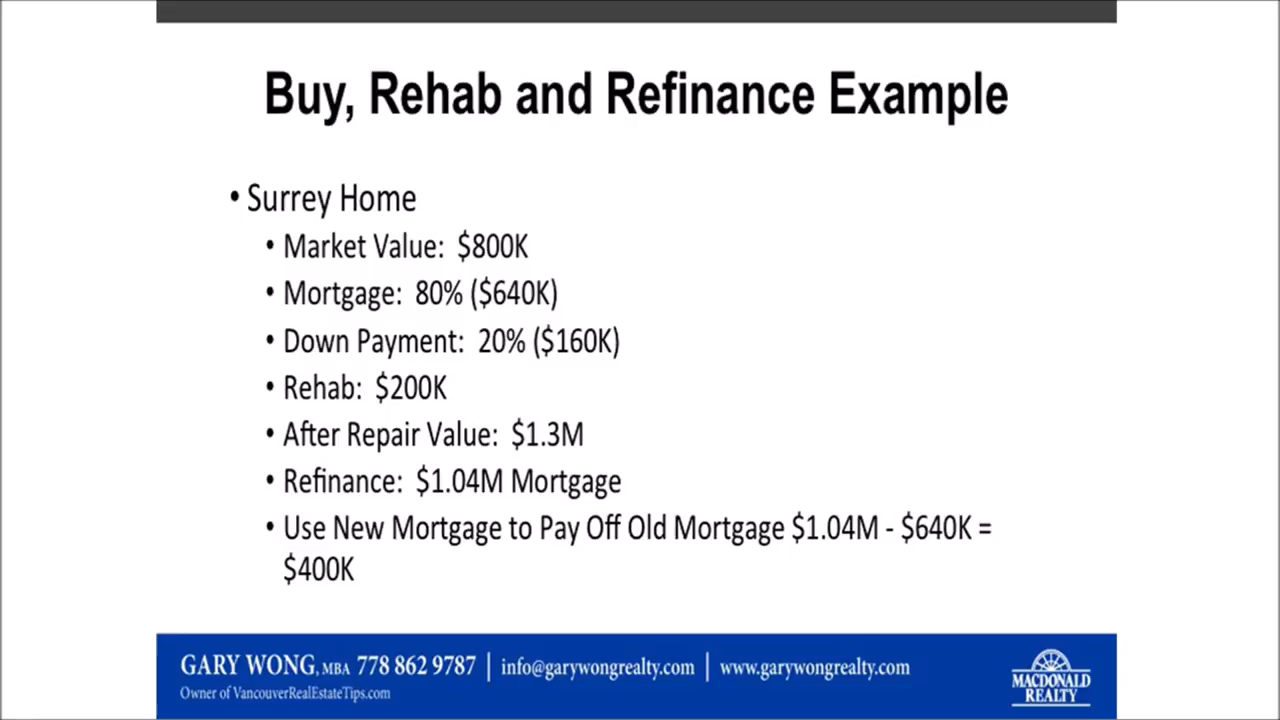 Buy, Rehab and Refinance Example
• Surrey Home
• Market Value: $800K
• Mortgage: 80% ($640K)
• Down Payment: 20% ($160K)
• Rehab: $200K
• After Repair Value: $1.3M
• Refinance: $1.04M Mortgage
• Use New Mortgage to Pay Off Old Mortgage $1.04M - $640K =
$400K
GARY WONG, MBA 778 862 9787 | info@garywongrealty.com | www.garywongrealty.com
Owner of VancouverRealEstateTips.com
MACDONALD
REALTY